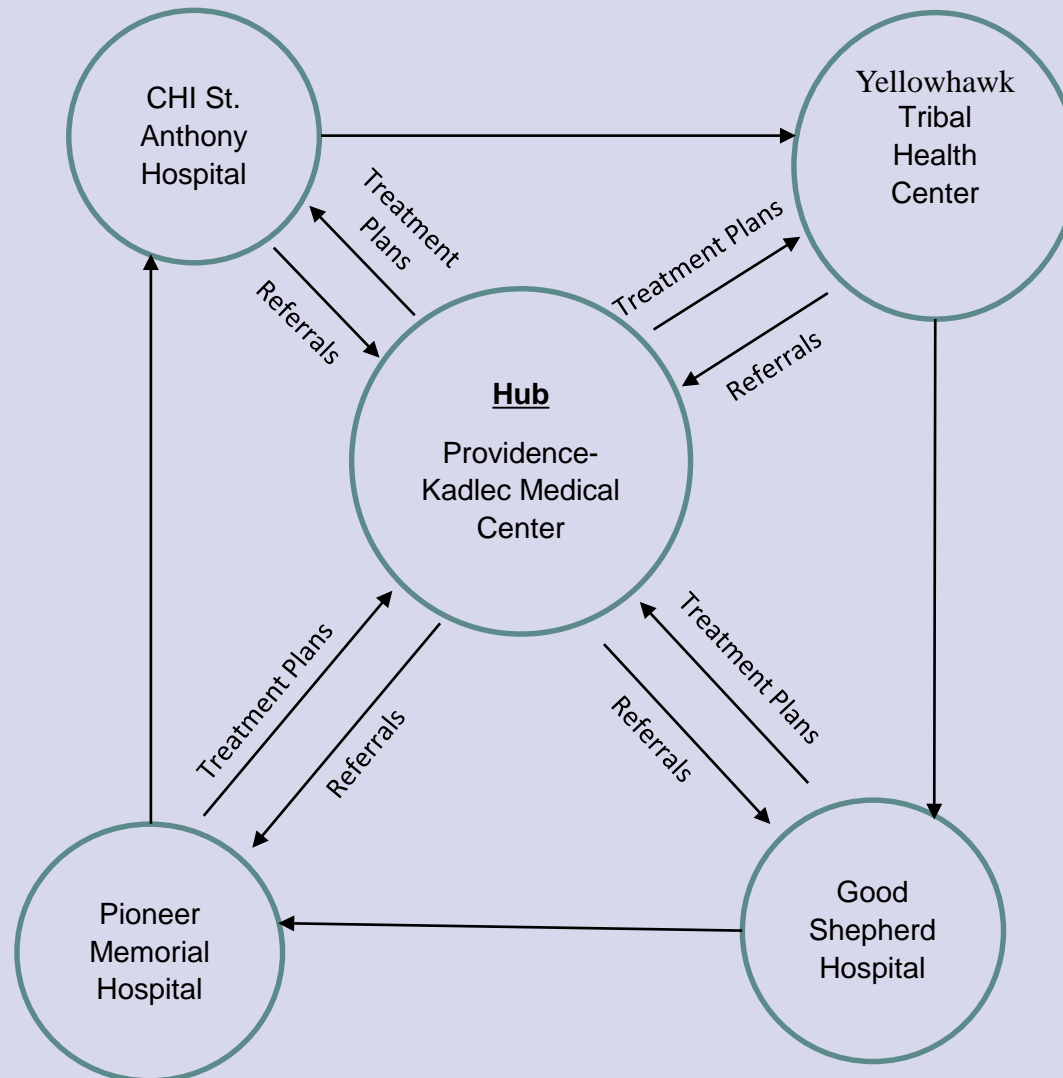 CHI St.
Anthony
Hospital
Yellowhawk
Tribal
Health
Center
Treatment
Plans
Referrals
Treatment Plans
Referrals
Hub
Providence-
Kadlec Medical
Center
Treatment Plans
Referrals
Treatment Plans
Referrals
Pioneer
Memorial
Hospital
Good
Shepherd
Hospital